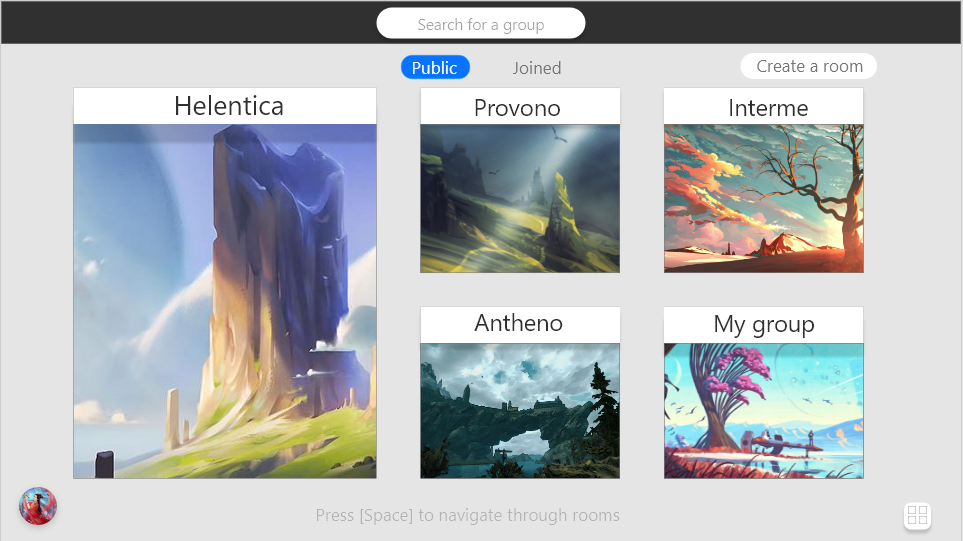 Search for a group
Public
Joined
Create a room
Helentica
Provono
Interme
Antheno
My group
Press [Space] to navigate through rooms